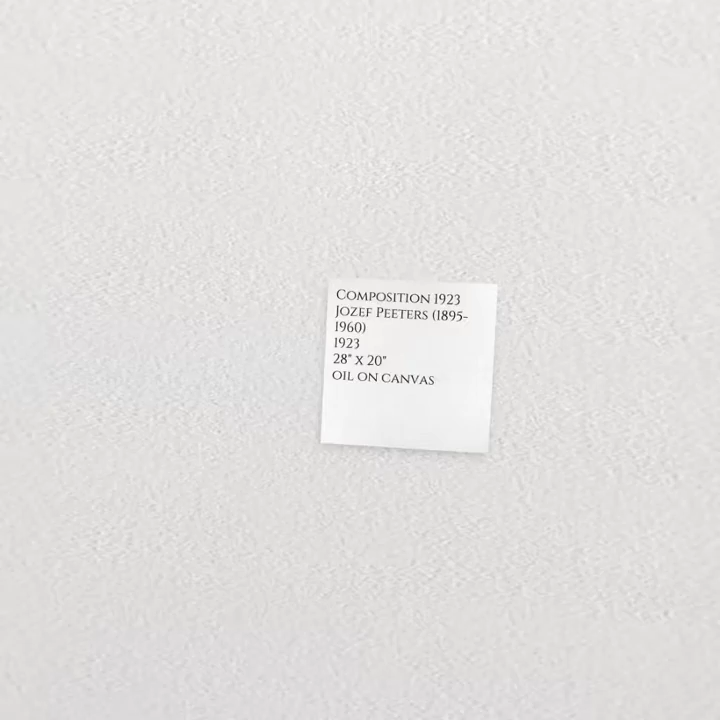 Composition 1923
Jozef Peeters (1895-
1960)
1923
28" x 20"
oil on canvas